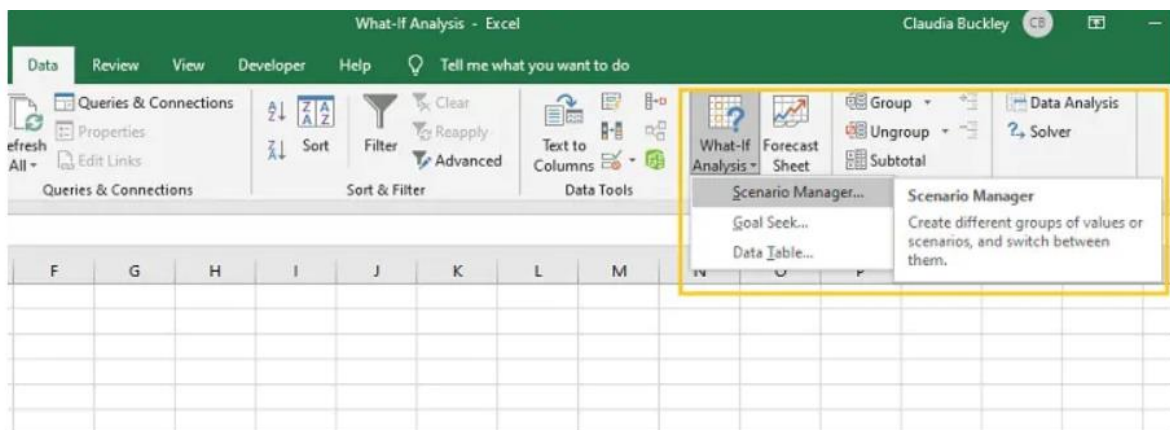 What-If Analysis - Excel
Claudia Buckley CB
Data Review View Developer Help Tell me what you want to do
efresh All
Queries & Connections
Properties
Edit Links
Queries & Connections
Sort
Filter
Clear
Reapply
Advanced
Sort & Filter
Text to Columns
Data Tools
What-If Analysis
Forecast Sheet
Group
Ungroup
Subtotal
Data Analysis
Solver
Scenario Manager...
Goal Seek...
Data Table...
Scenario Manager
Create different groups of values or
scenarios, and switch between
them.
F G H I J K L M N O P